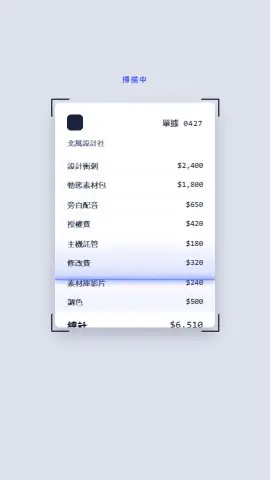 掃描中
單據 0427
北風設計社
設計衝刺 $2,400
動態素材包 $1,800
旁白配音 $650
授權費 $420
主機託管 $180
修改費 $320
素材庫影片 $240
調色 $500
總計 $6,510